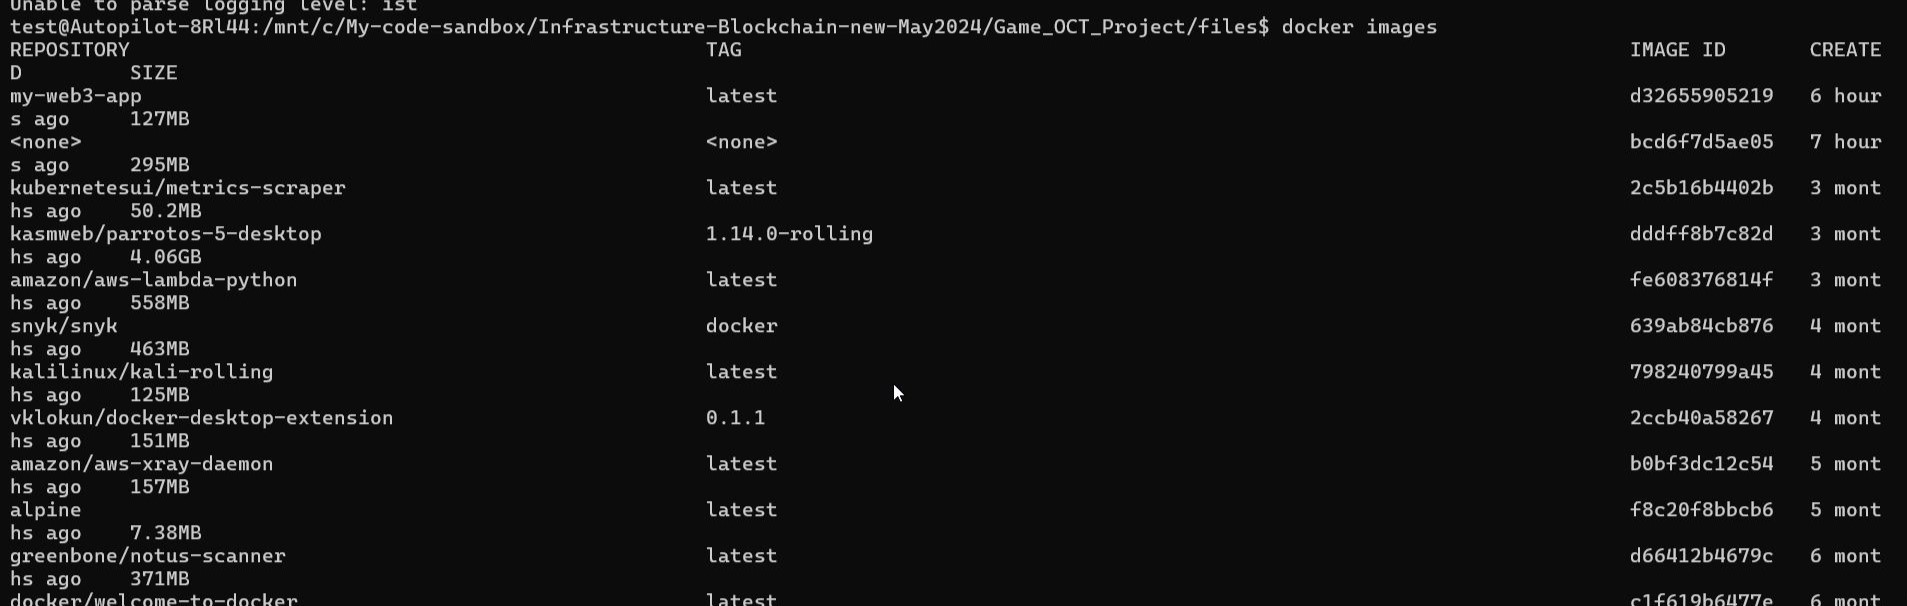 Unable to parse logging level: ist
test@Autopilot-8Rl44:/mnt/c/My-code-sandbox/Infrastructure-Blockchain-new-May2024/Game_OCT_Project/files$ docker images
REPOSITORY TAG IMAGE ID CREATE
D SIZE
my-web3-app latest d32655905219 6 hour
s ago 127MB
<none> <none> bcd6f7d5ae05 7 hour
s ago 295MB
kubernetesui/metrics-scraper latest 2c5b16b4402b 3 mont
hs ago 50.2MB
kasmweb/parrotos-5-desktop 1.14.0-rolling dddff8b7c82d 3 mont
hs ago 4.06GB
amazon/aws-lambda-python latest fe608376814f 3 mont
hs ago 558MB
snyk/snyk docker 639ab84cb876 4 mont
hs ago 463MB
kalilinux/kali-rolling latest 798240799a45 4 mont
hs ago 125MB
vklokun/docker-desktop-extension 0.1.1 2ccb40a58267 4 mont
hs ago 151MB
amazon/aws-xray-daemon latest b0bf3dc12c54 5 mont
hs ago 157MB
alpine latest f8c20f8bbcb6 5 mont
hs ago 7.38MB
greenbone/notus-scanner latest d66412b4679c 6 mont
hs ago 371MB
docker/welcome-to-docker latest c1f619b6477e 6 mont